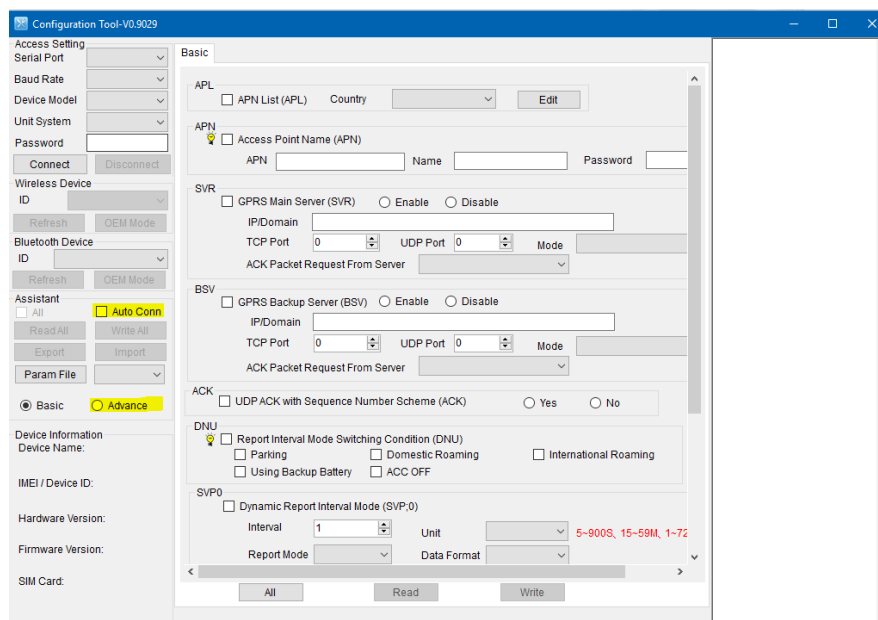 Configuration Tool-V0.9029
Access Setting
Serial Port
Baud Rate
Device Model
Unit System
Password
Connect Disconnect
Wireless Device
ID
Refresh OEM Mode
Bluetooth Device
ID
Refresh OEM Mode
Assistant
All Auto Conn
Read All Write All
Export Import
Param File
Basic Advance
Device Information
Device Name:
IMEI / Device ID:
Hardware Version:
Firmware Version:
SIM Card:
Basic
APL
APN List (APL) Country Edit
APN
Access Point Name (APN)
APN Name Password
SVR
GPRS Main Server (SVR) Enable Disable
IP/Domain
TCP Port 0 UDP Port 0 Mode
ACK Packet Request From Server
BSV
GPRS Backup Server (BSV) Enable Disable
IP/Domain
TCP Port 0 UDP Port 0 Mode
ACK Packet Request From Server
ACK
UDP ACK with Sequence Number Scheme (ACK) Yes No
DNU
Report Interval Mode Switching Condition (DNU)
Parking Domestic Roaming International Roaming
Using Backup Battery ACC OFF
SVP0
Dynamic Report Interval Mode (SVP;0)
Interval 1 Unit 5~900S, 15~59M, 1~72
Report Mode Data Format
All Read Write